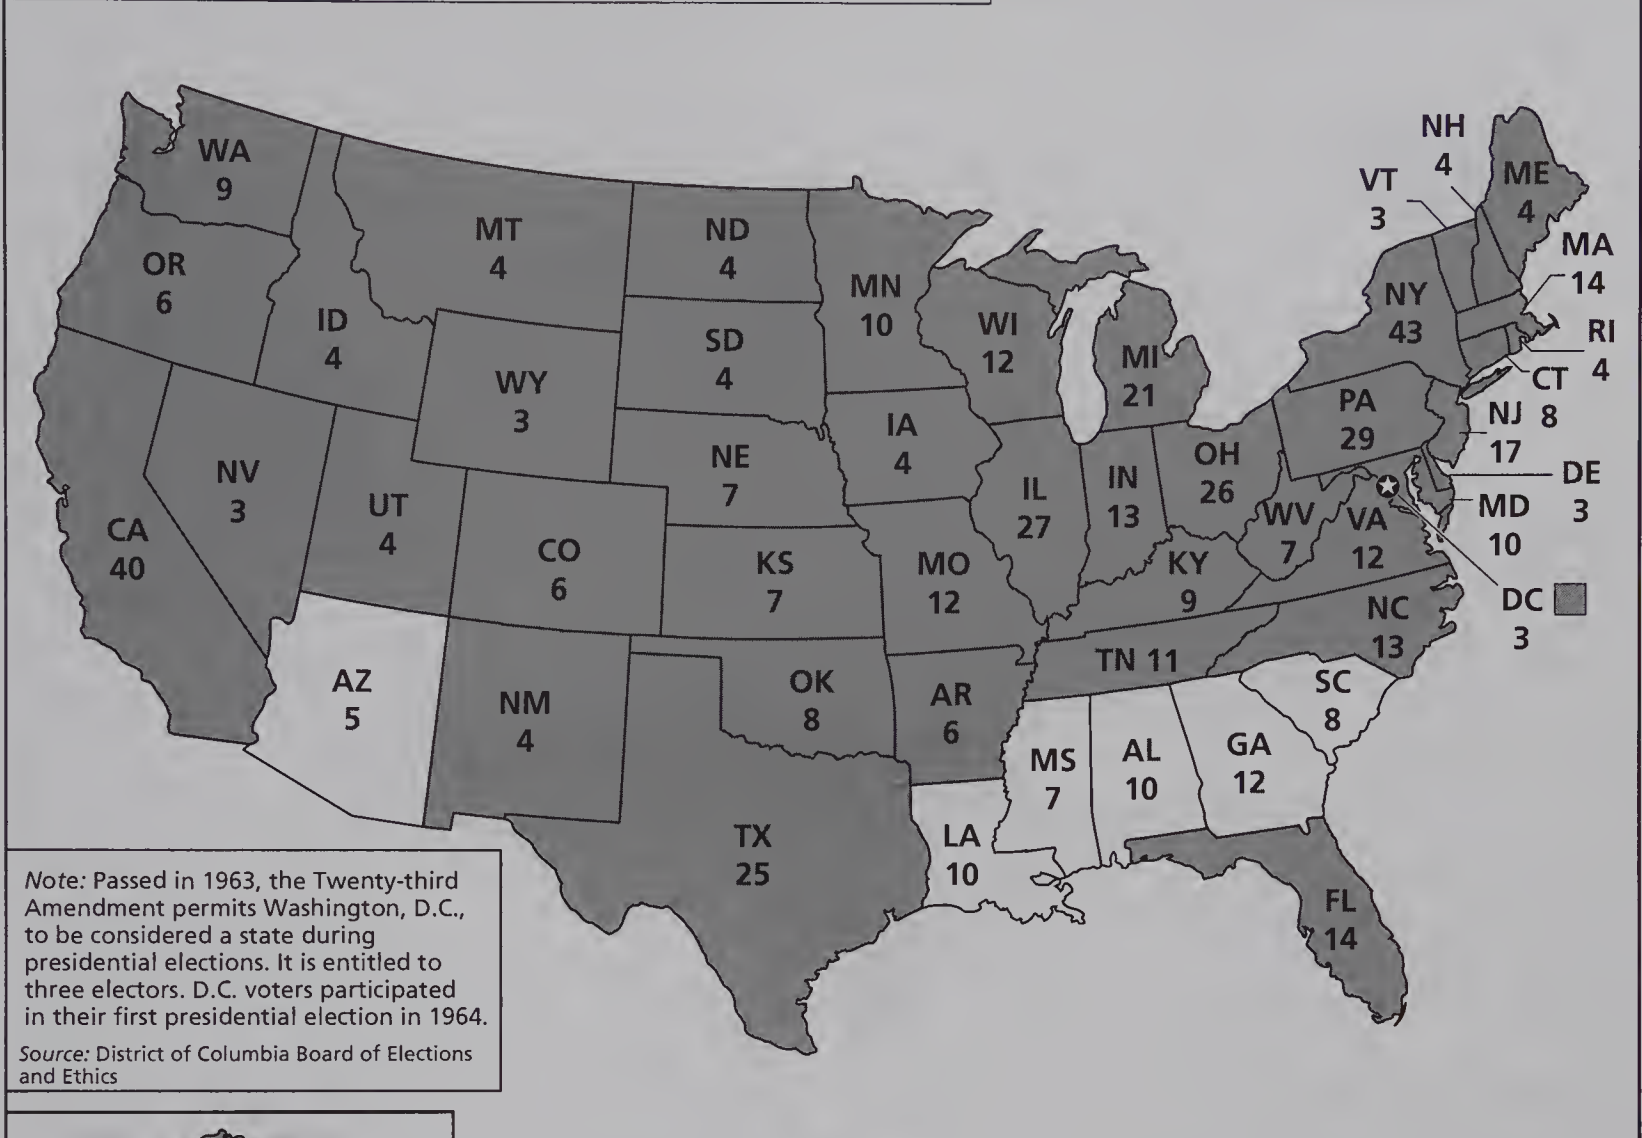 NH
4
ME
4
VT
3
WA
9
MT
4
ND
4
MA
14
OR
6
MN
10
NY
43
ID
4
WI
12
SD
4
RI
4
MI
21
WY
3
CT
8
PA
29
IA
4
NJ
17
NE
7
OH
26
NV
3
IN
13
DE
3
IL
27
UT
4
MD
10
WV
7
VA
12
CA
40
CO
6
KS
7
MO
12
KY
9
DC
3
NC
13
TN 11
AZ
5
OK
8
SC
8
NM
4
AR
6
GA
12
AL
10
MS
7
TX
25
LA
10
FL
14
Note: Passed in 1963, the Twenty-third
Amendment permits Washington, D.C.,
to be considered a state during
presidential elections. It is entitled to
three electors. D.C. voters participated
in their first presidential election in 1964.
Source: District of Columbia Board of Elections
and Ethics